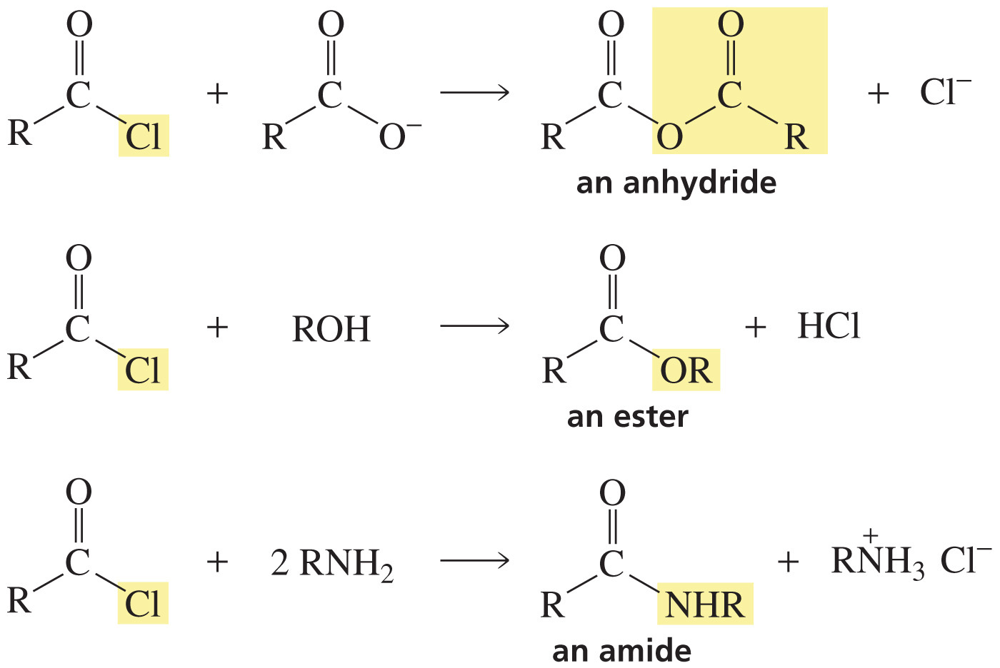 O O O O
C + C ⟶ C C + Cl⁻
R Cl R O⁻ R O R
an anhydride
O O
C + ROH ⟶ C + HCl
R Cl R OR
an ester
O O
C + 2 RNH₂ ⟶ C + RN⁺H₃ Cl⁻
R Cl R NHR
an amide